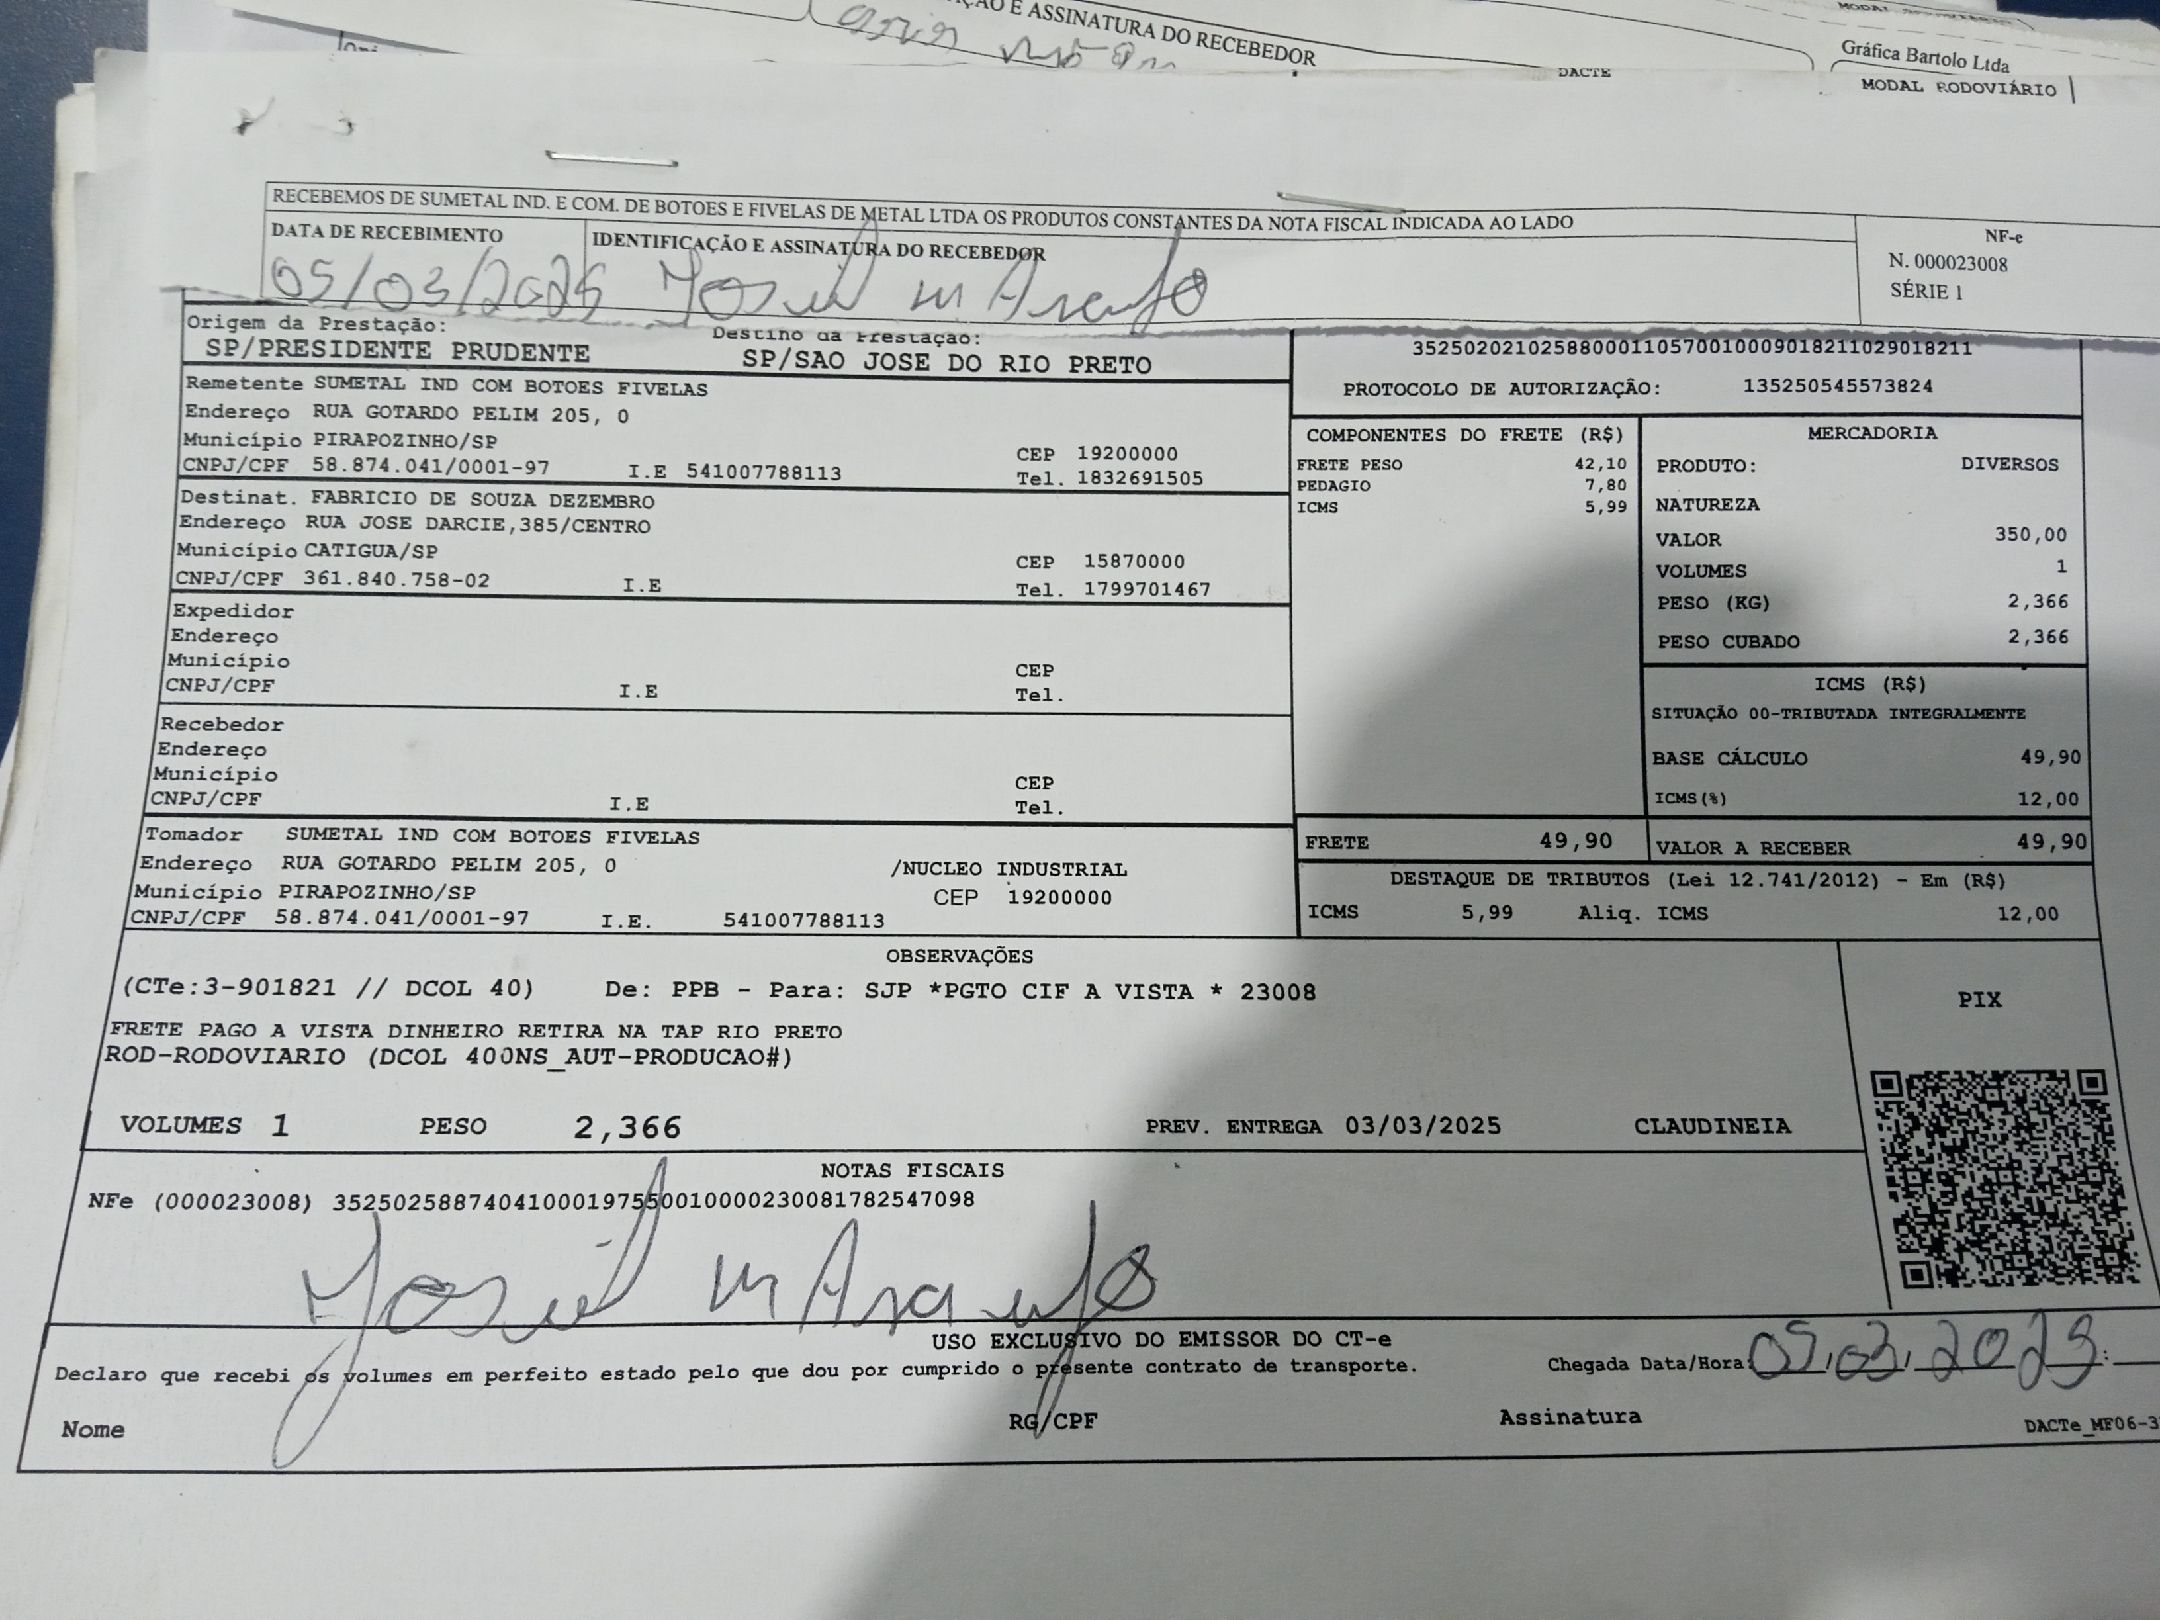 ÃO E ASSINATURA DO RECEBEDOR
MODAL RODOVIÁRIO
Gráfica Bartolo Ltda
DACTE
MODAL RODOVIÁRIO
RECEBEMOS DE SUMETAL IND. E COM. DE BOTOES E FIVELAS DE METAL LTDA OS PRODUTOS CONSTANTES DA NOTA FISCAL INDICADA AO LADO
DATA DE RECEBIMENTO IDENTIFICAÇÃO E ASSINATURA DO RECEBEDOR
05/03/2025 Josiel m Araujo
NF-e
N. 000023008
SÉRIE 1
Origem da Prestação: Destino da Prestação:
SP/PRESIDENTE PRUDENTE SP/SAO JOSE DO RIO PRETO
35250202102588000110570010009018211029018211
PROTOCOLO DE AUTORIZAÇÃO: 135250545573824
Remetente SUMETAL IND COM BOTOES FIVELAS
Endereço RUA GOTARDO PELIM 205, 0
Município PIRAPOZINHO/SP CEP 19200000
CNPJ/CPF 58.874.041/0001-97 I.E 541007788113 Tel. 1832691505
Destinat. FABRICIO DE SOUZA DEZEMBRO
Endereço RUA JOSE DARCIE,385/CENTRO
Município CATIGUA/SP CEP 15870000
CNPJ/CPF 361.840.758-02 I.E Tel. 1799701467
Expedidor
Endereço
Município CEP
CNPJ/CPF I.E Tel.
Recebedor
Endereço
Município CEP
CNPJ/CPF I.E Tel.
Tomador SUMETAL IND COM BOTOES FIVELAS
Endereço RUA GOTARDO PELIM 205, 0 /NUCLEO INDUSTRIAL
Município PIRAPOZINHO/SP CEP 19200000
CNPJ/CPF 58.874.041/0001-97 I.E. 541007788113
COMPONENTES DO FRETE (R$)
FRETE PESO 42,10
PEDAGIO 7,80
ICMS 5,99
MERCADORIA
PRODUTO: DIVERSOS
NATUREZA
VALOR 350,00
VOLUMES 1
PESO (KG) 2,366
PESO CUBADO 2,366
ICMS (R$)
SITUAÇÃO 00-TRIBUTADA INTEGRALMENTE
BASE CÁLCULO 49,90
ICMS(%) 12,00
FRETE 49,90 VALOR A RECEBER 49,90
DESTAQUE DE TRIBUTOS (Lei 12.741/2012) - Em (R$)
ICMS 5,99 Aliq. ICMS 12,00
OBSERVAÇÕES
(CTe:3-901821 // DCOL 40) De: PPB - Para: SJP *PGTO CIF A VISTA * 23008
FRETE PAGO A VISTA DINHEIRO RETIRA NA TAP RIO PRETO
ROD-RODOVIARIO (DCOL 400NS_AUT-PRODUCAO#)
PIX
VOLUMES 1 PESO 2,366 PREV. ENTREGA 03/03/2025 CLAUDINEIA
NOTAS FISCAIS
NFe (000023008) 35250258874041000197550010000230081782547098
Josiel m Araujo
USO EXCLUSIVO DO EMISSOR DO CT-e
Declaro que recebi os volumes em perfeito estado pelo que dou por cumprido o presente contrato de transporte. Chegada Data/Hora: 05.03.2025 :
Nome RG/CPF Assinatura DACTe_MF06-3